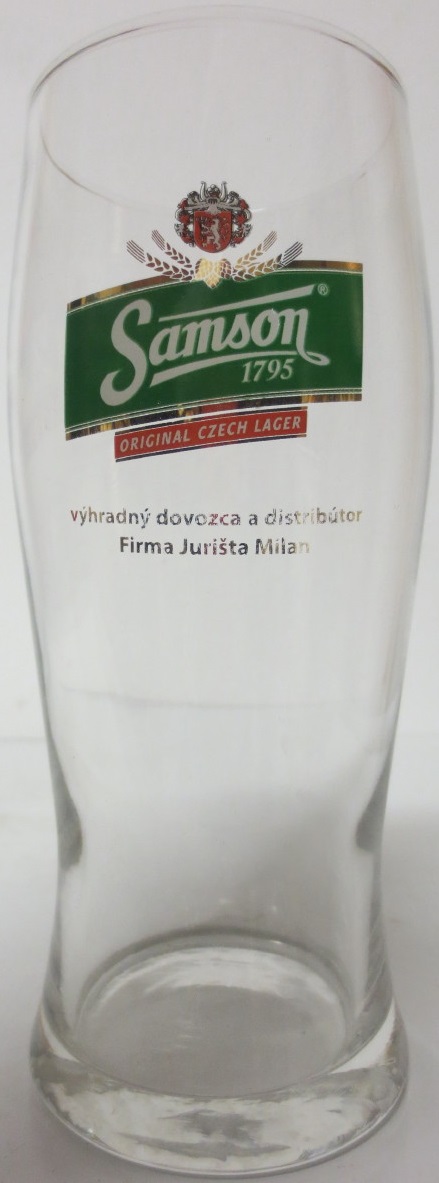 Samson®
1795
ORIGINAL CZECH LAGER
výhradný dovozca a distribútor
Firma Jurišta Milan